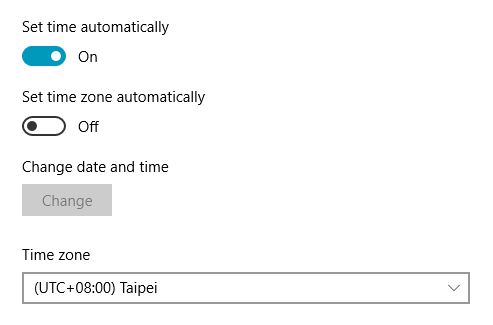 Set time automatically
On
Set time zone automatically
Off
Change date and time
Change
Time zone
(UTC+08:00) Taipei